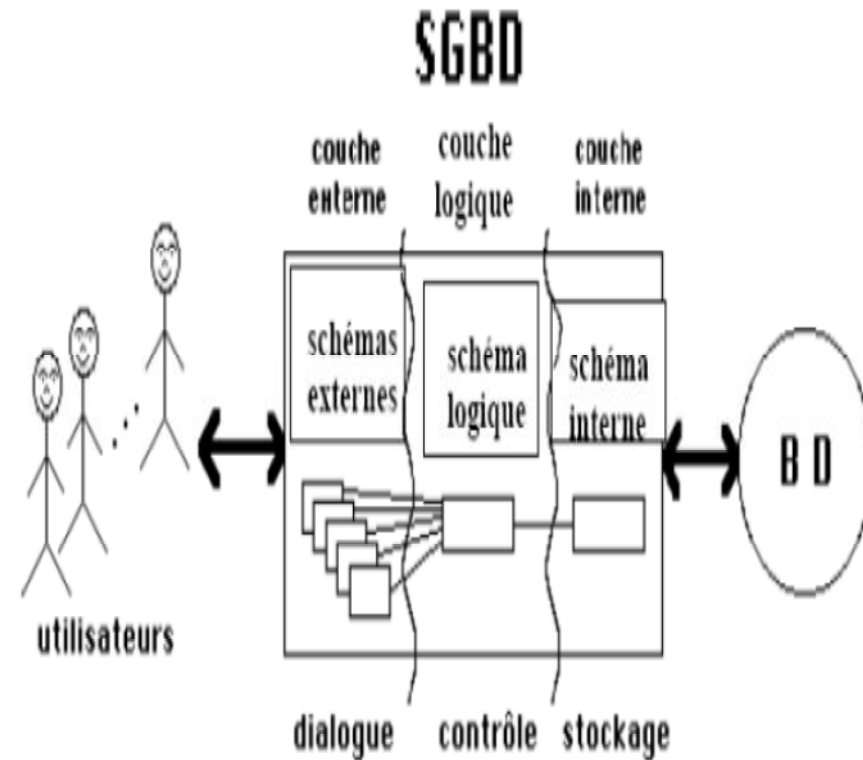 SGBD
couche
externe
couche
logique
couche
interne
schémas
externes
schéma
logique
schéma
interne
B D
utilisateurs
dialogue
contrôle
stockage